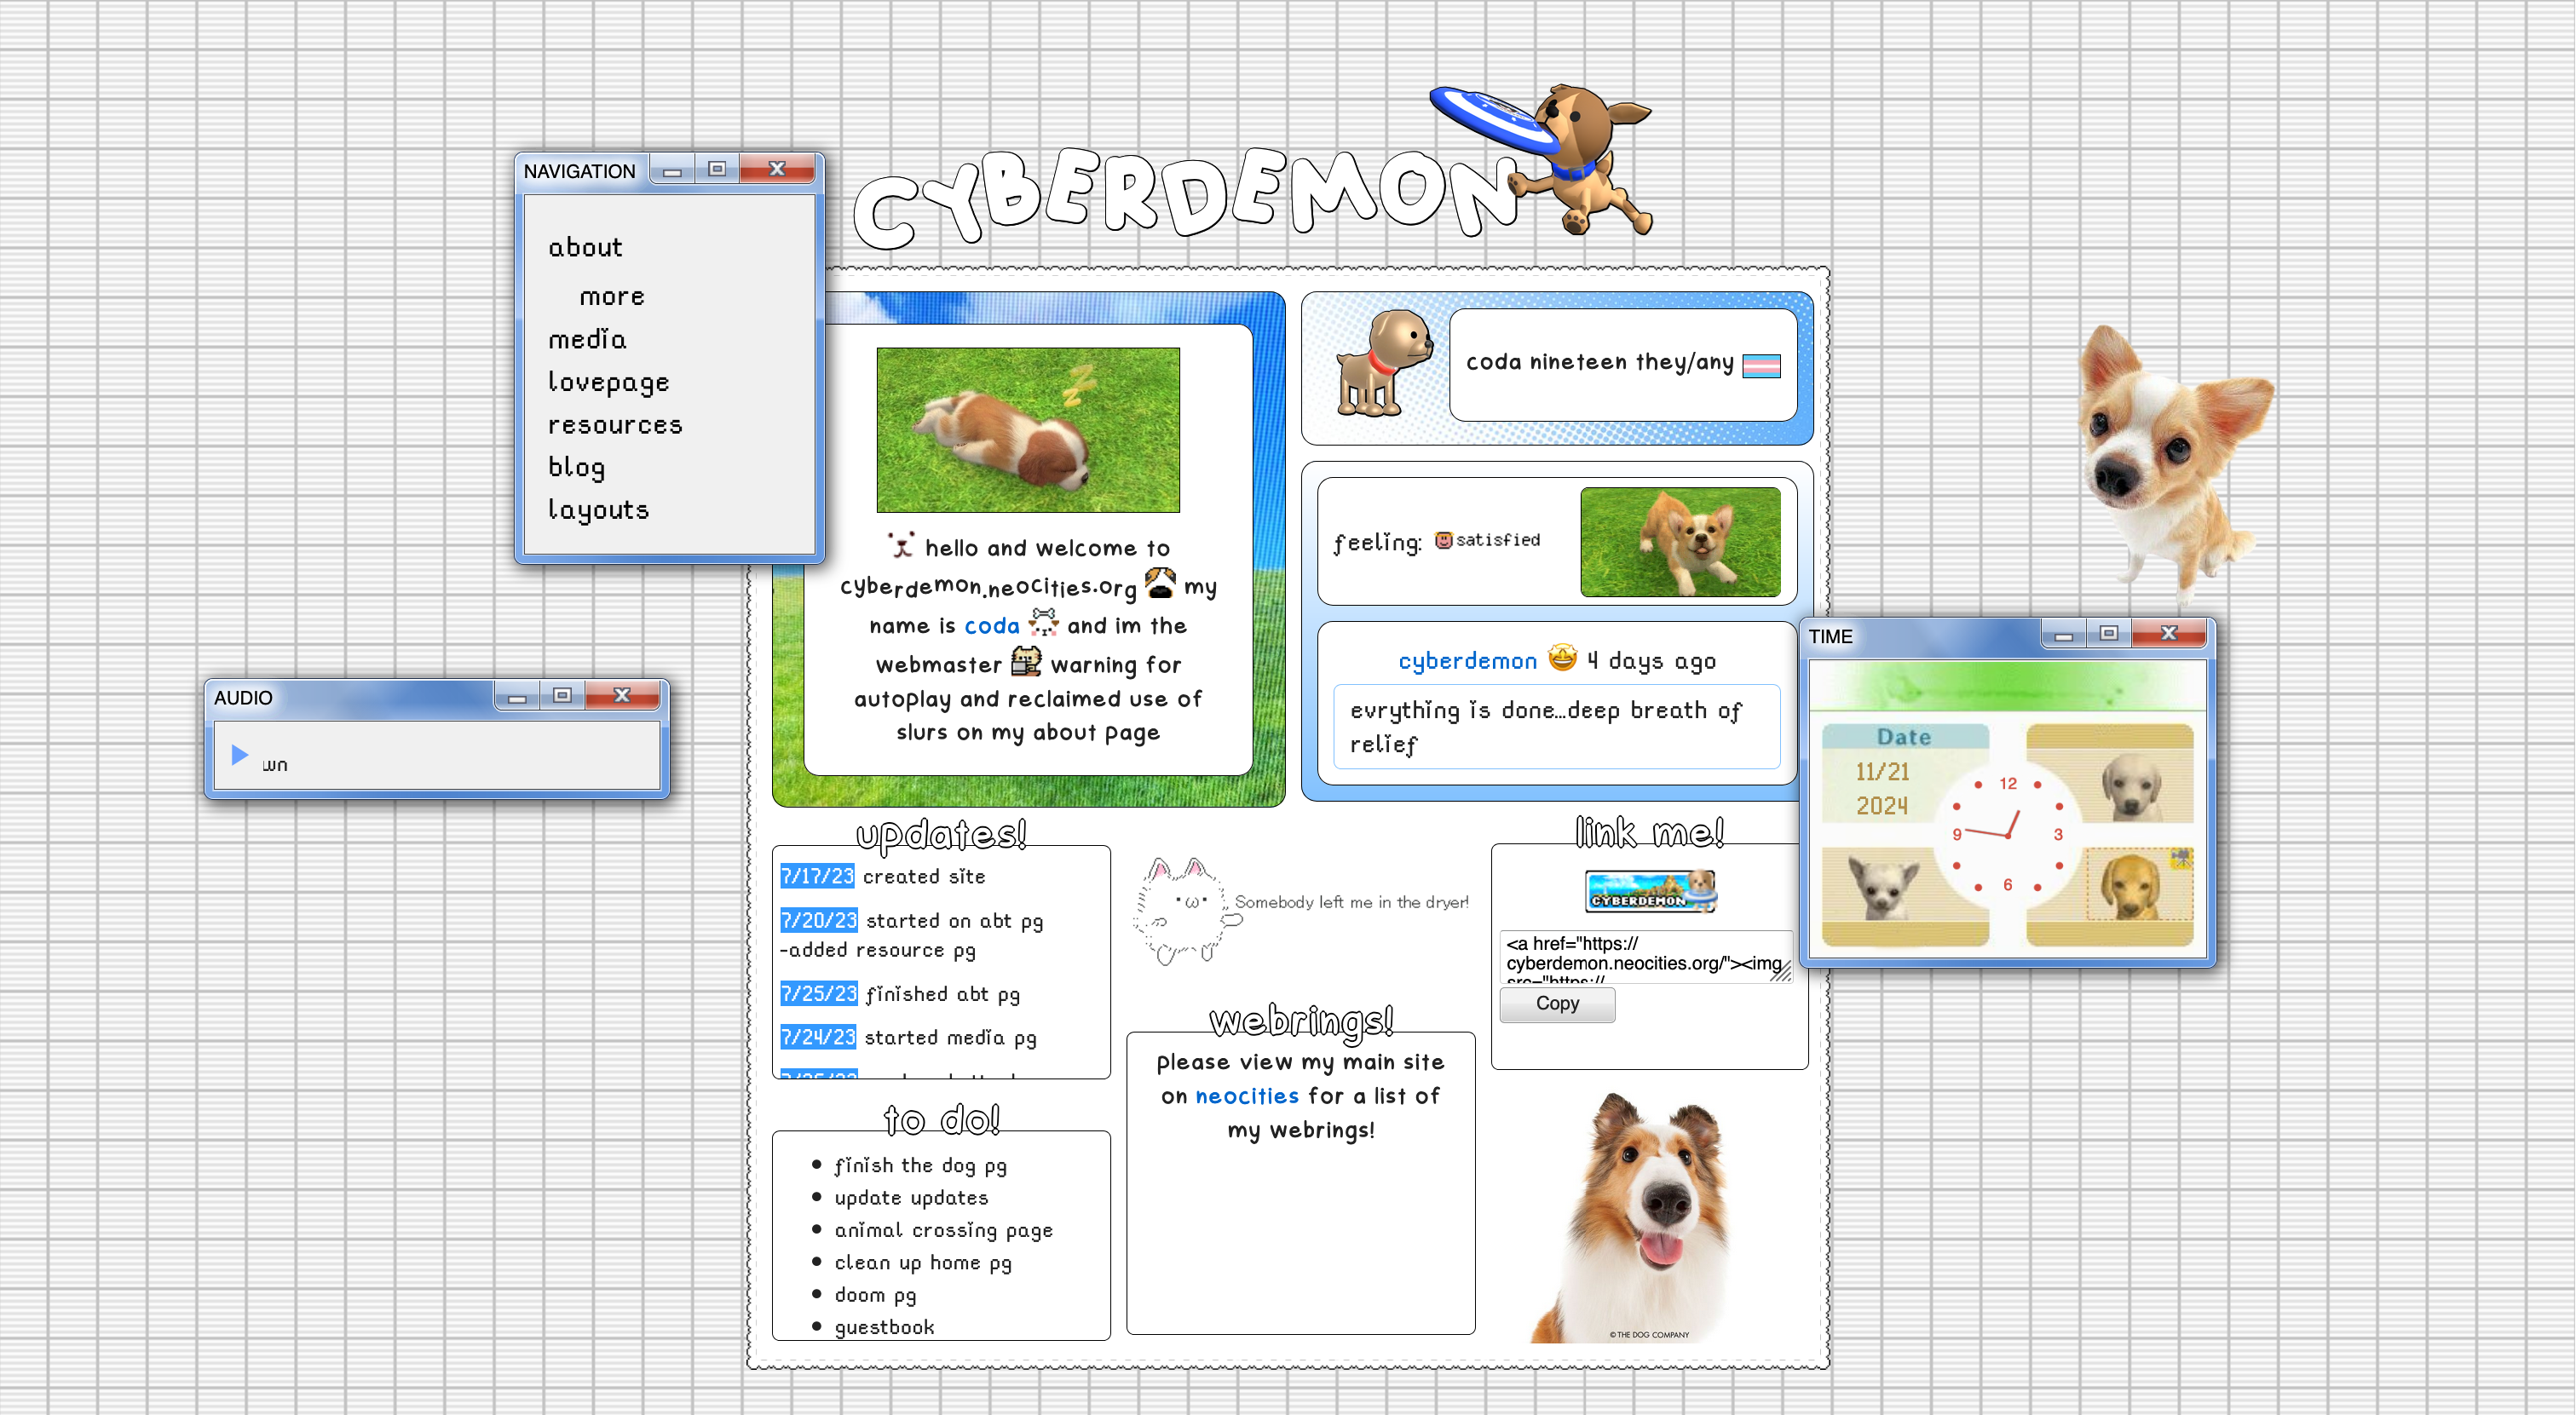 CYBERDEMON
NAVIGATION
about
more
media
lovepage
resources
blog
layouts
AUDIO
wn
hello and welcome to
cyberdemon.neocities.org my
name is coda and im the
webmaster warning for
autoplay and reclaimed use of
slurs on my about page
coda nineteen they/any
feeling: satisfied
cyberdemon 4 days ago
evrything is done...deep breath of
relief
TIME
Date
11/21
2024
12
9
3
6
updates!
7/17/23 created site
7/20/23 started on abt pg
-added resource pg
7/25/23 finished abt pg
7/24/23 started media pg
to do!
finish the dog pg
update updates
animal crossing page
clean up home pg
doom pg
guestbook
Somebody left me in the dryer!
webrings!
please view my main site
on neocities for a list of
my webrings!
link me!
CYBERDEMON
<a href="https://
cyberdemon.neocities.org/"><img
src="https://
Copy
© THE DOG COMPANY